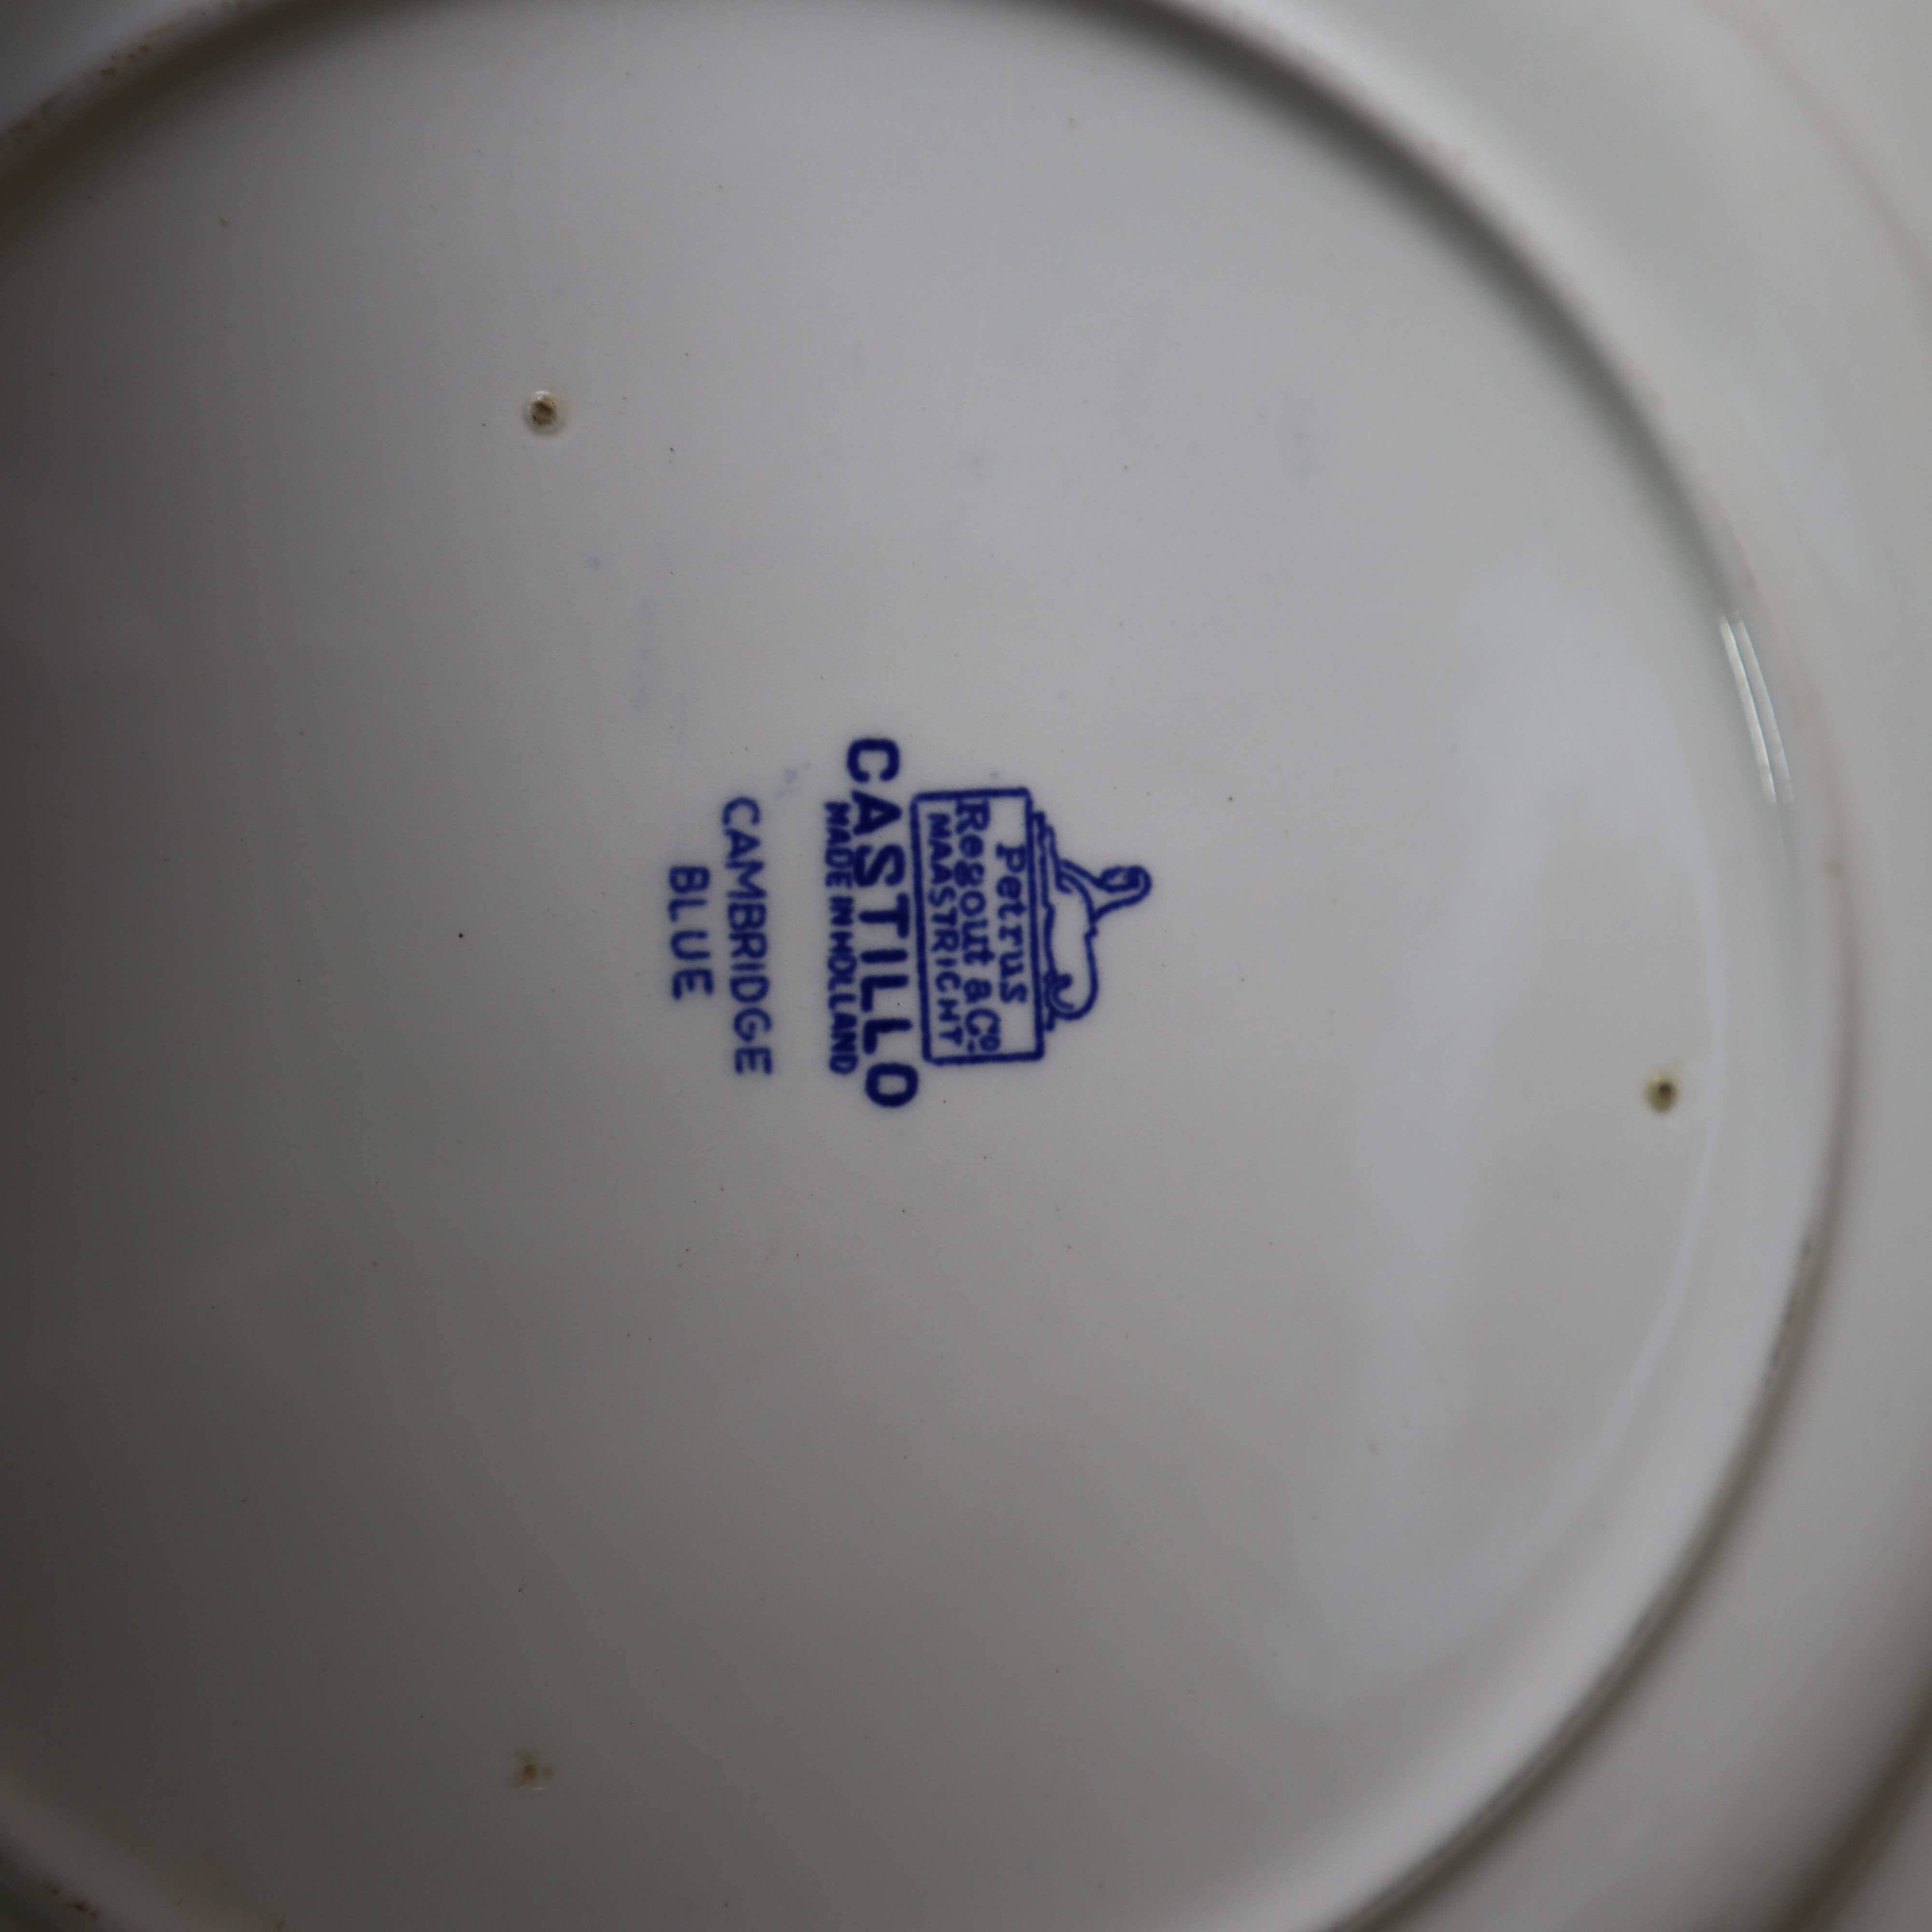 Petrus
Regout & Co.
MAASTRICHT
CASTILLO
MADE IN HOLLAND
CAMBRIDGE
BLUE